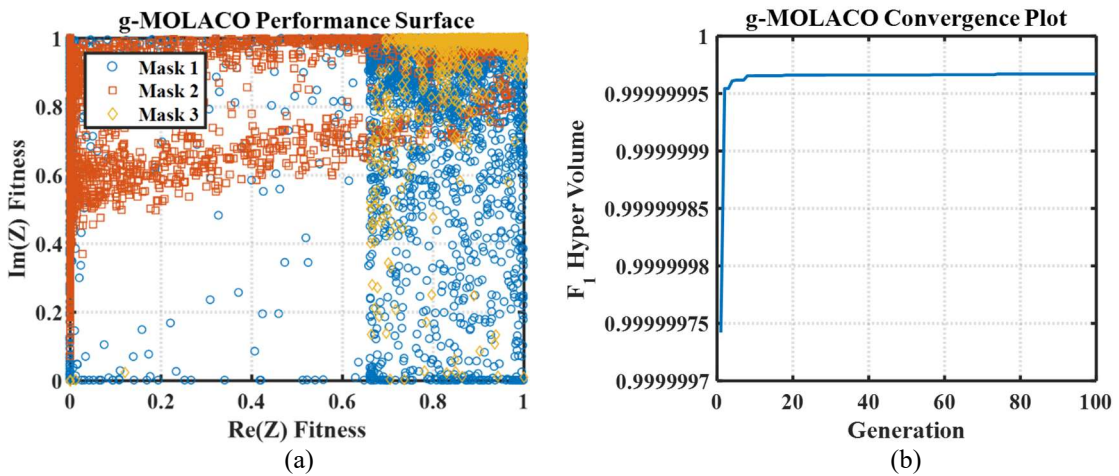 g-MOLACO Performance Surface
1
0.8
0.6
0.4
0.2
0
Im(Z) Fitness
Mask 1
Mask 2
Mask 3
0 0.2 0.4 0.6 0.8 1
Re(Z) Fitness
(a)
g-MOLACO Convergence Plot
1
0.99999995
0.9999999
0.99999985
0.9999998
0.99999975
0.9999997
F1 Hyper Volume
0 20 40 60 80 100
Generation
(b)